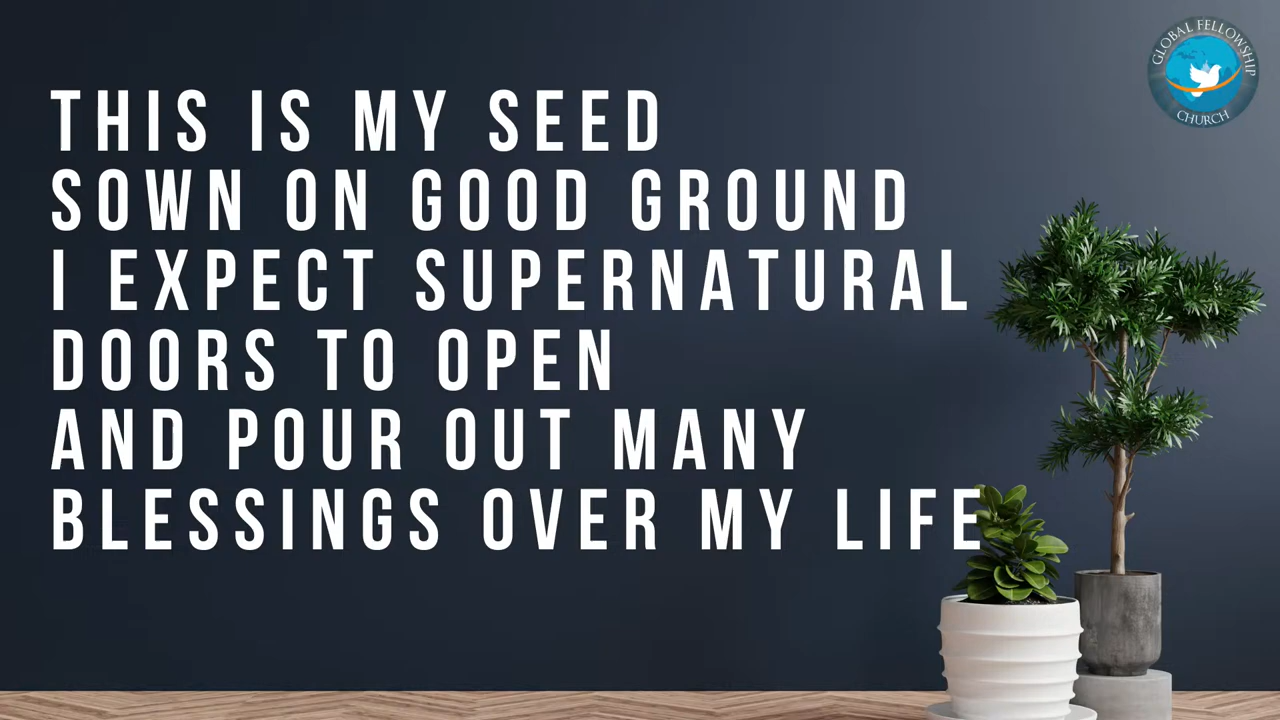 THIS IS MY SEED
SOWN ON GOOD GROUND
I EXPECT SUPERNATURAL
DOORS TO OPEN
AND POUR OUT MANY
BLESSINGS OVER MY LIFE
GLOBAL FELLOWSHIP
CHURCH